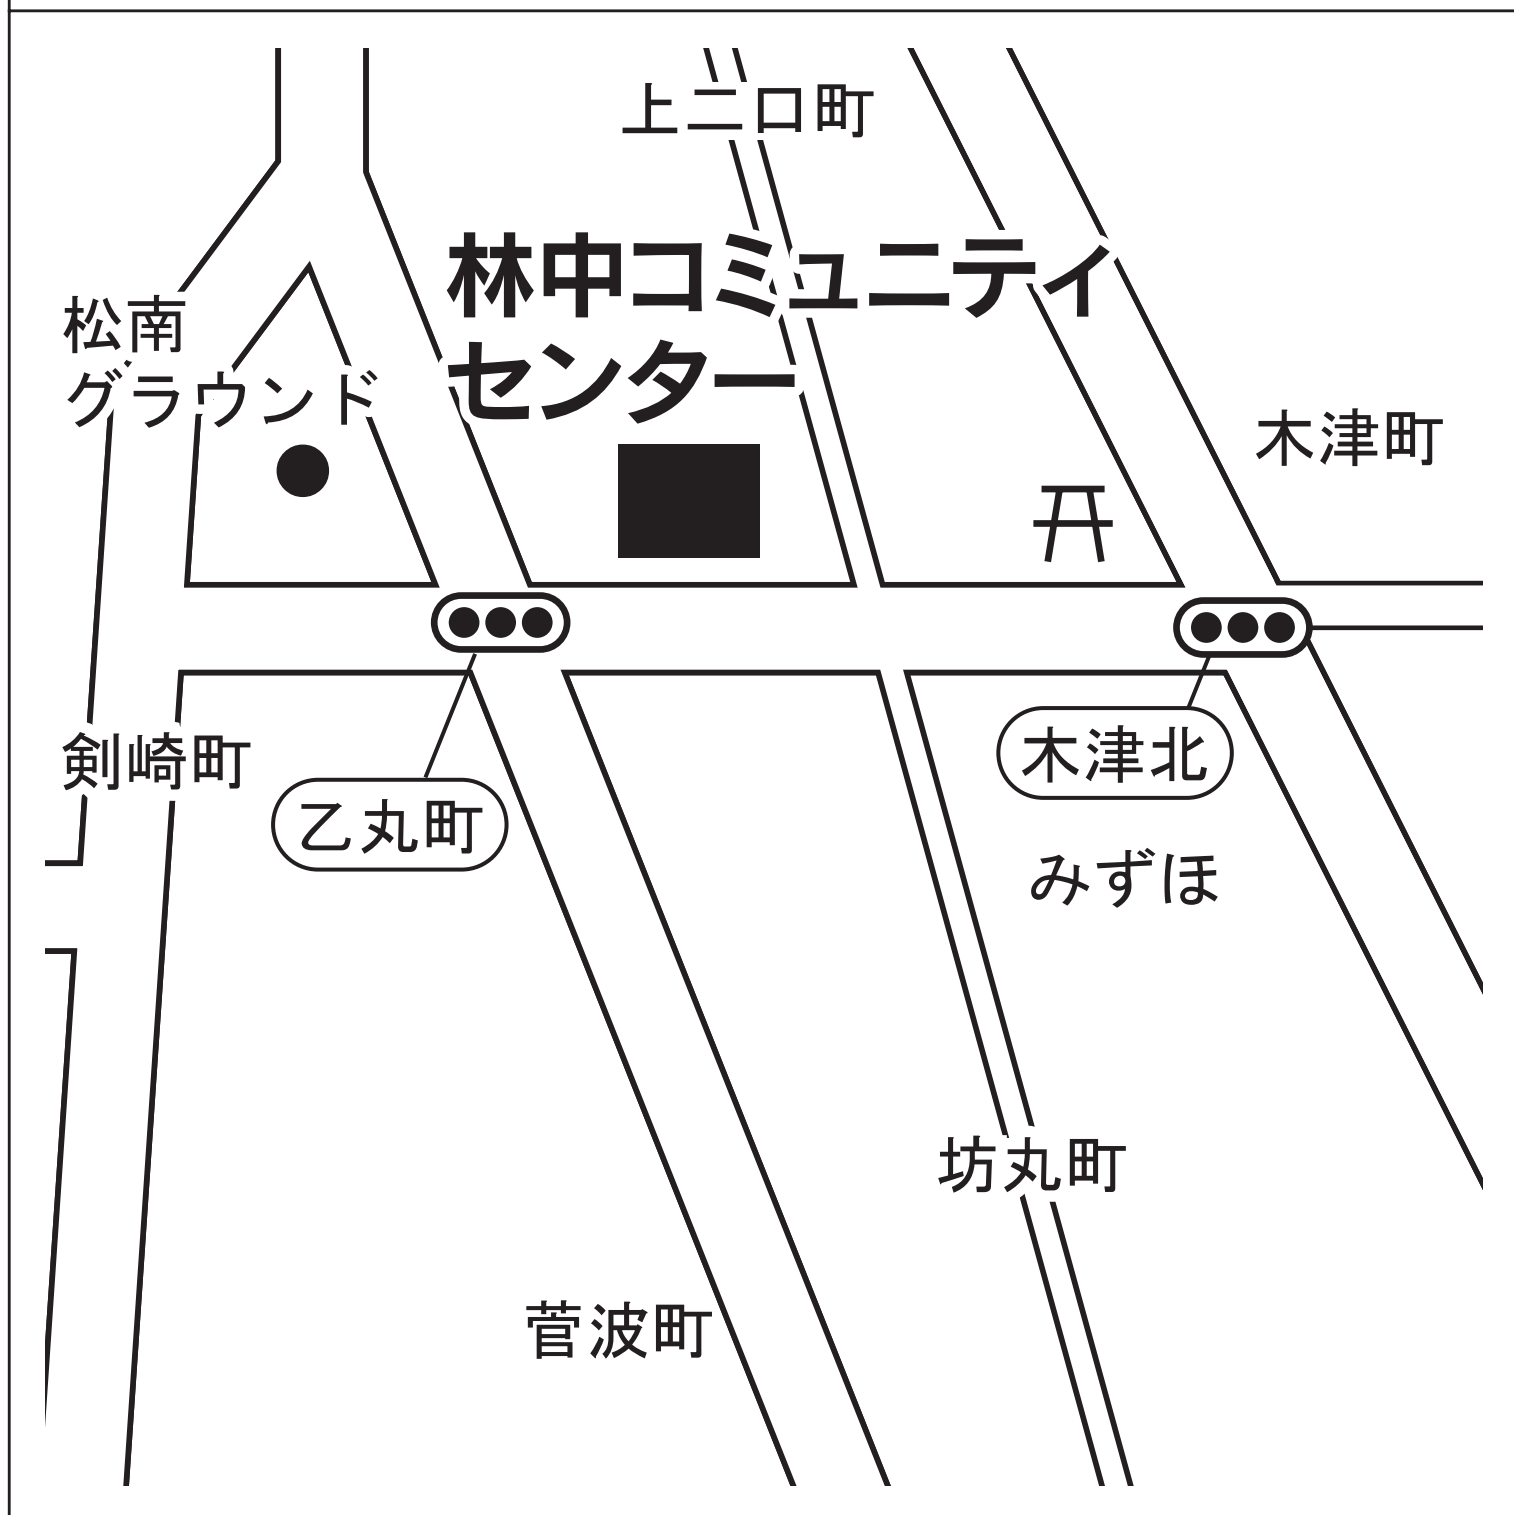 上二口町
林中コミュニティ
センター
松南
グラウンド
木津町
剣崎町
乙丸町
木津北
みずほ
坊丸町
菅波町